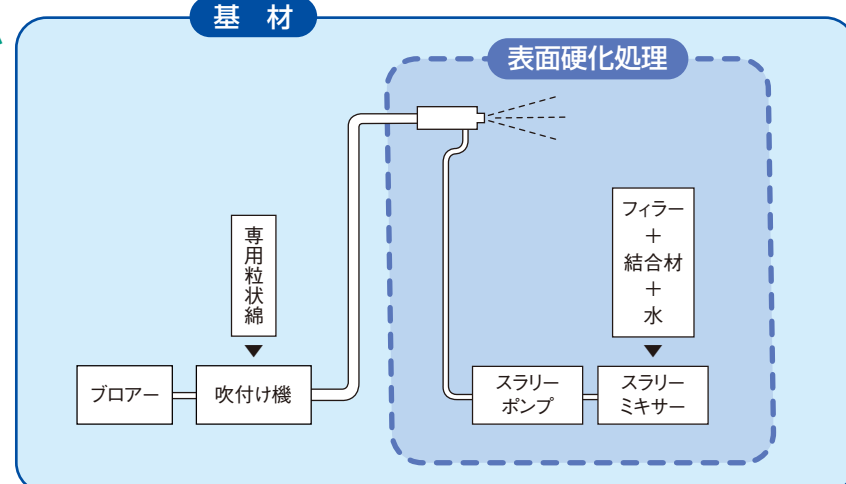 基 材
表面硬化処理
専用粒状綿
フィラー
＋
結合材
＋
水
ブロアー
吹付け機
スラリー
ポンプ
スラリー
ミキサー